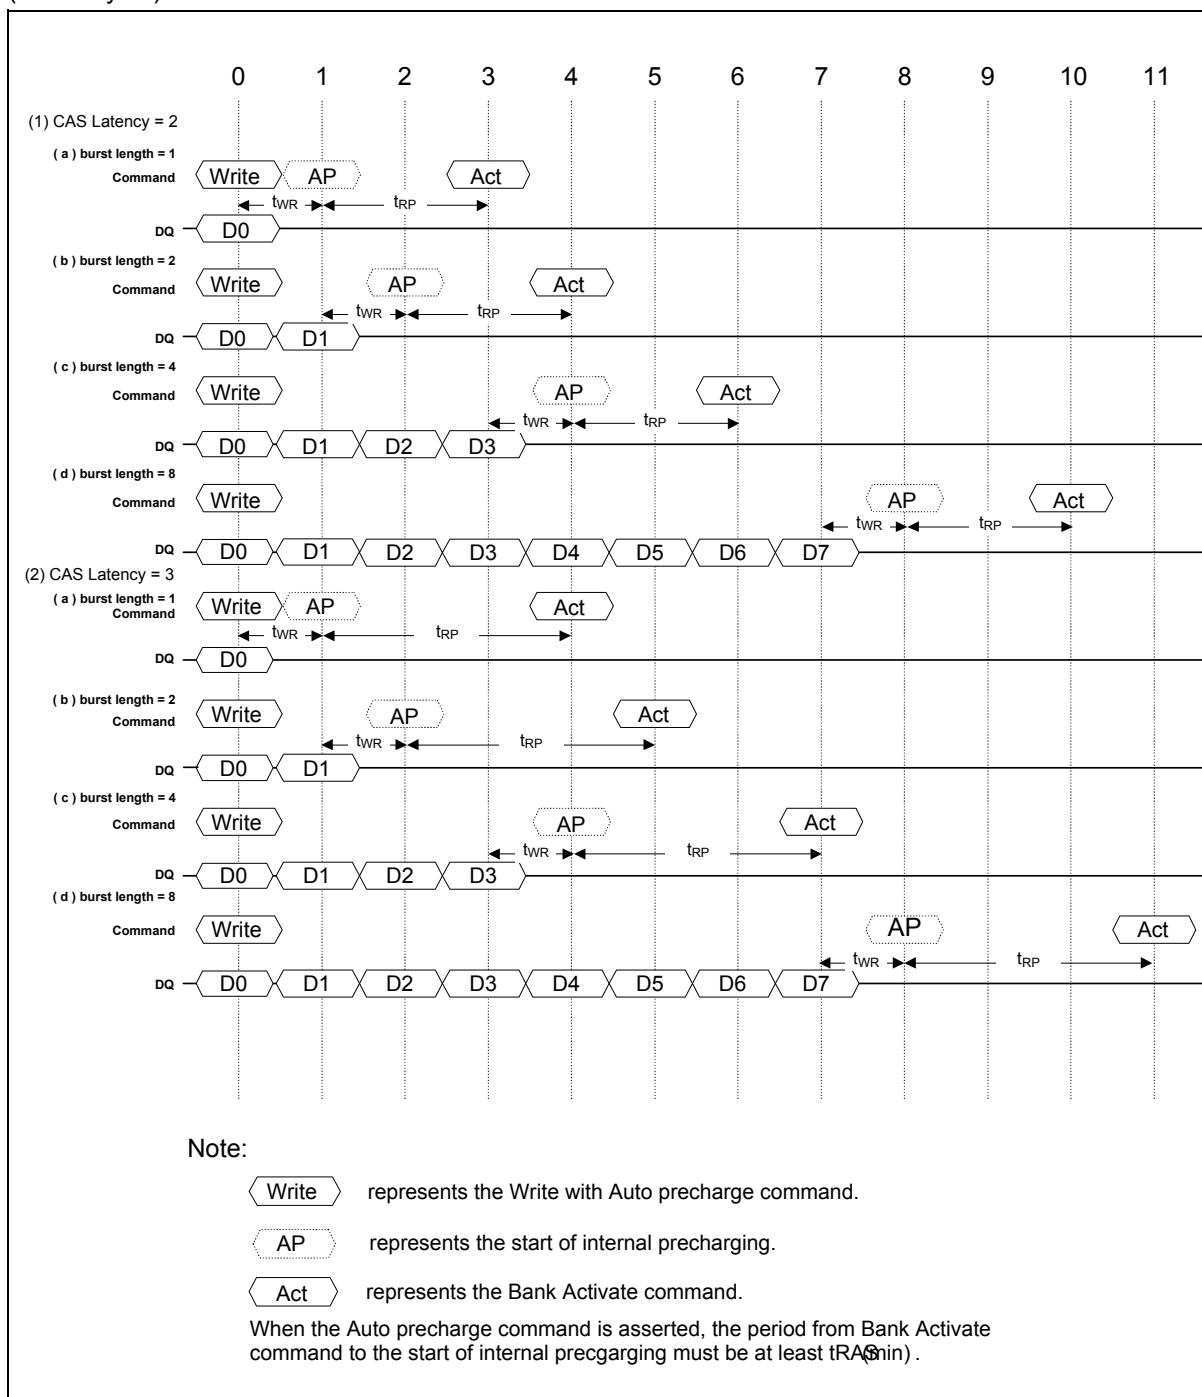 0 1 2 3 4 5 6 7 8 9 10 11
(1) CAS Latency = 2
( a ) burst length = 1
Command Write AP Act
tWR tRP
DQ D0
( b ) burst length = 2
Command Write AP Act
tWR tRP
DQ D0 D1
( c ) burst length = 4
Command Write AP Act
tWR tRP
DQ D0 D1 D2 D3
( d ) burst length = 8
Command Write AP Act
tWR tRP
DQ D0 D1 D2 D3 D4 D5 D6 D7
(2) CAS Latency = 3
( a ) burst length = 1
Command Write AP Act
tWR tRP
DQ D0
( b ) burst length = 2
Command Write AP Act
tWR tRP
DQ D0 D1
( c ) burst length = 4
Command Write AP Act
tWR tRP
DQ D0 D1 D2 D3
( d ) burst length = 8
Command Write AP Act
tWR tRP
DQ D0 D1 D2 D3 D4 D5 D6 D7
Note:
Write represents the Write with Auto precharge command.
AP represents the start of internal precharging.
Act represents the Bank Activate command.
When the Auto precharge command is asserted, the period from Bank Activate
command to the start of internal precgarging must be at least tRAS(min) .